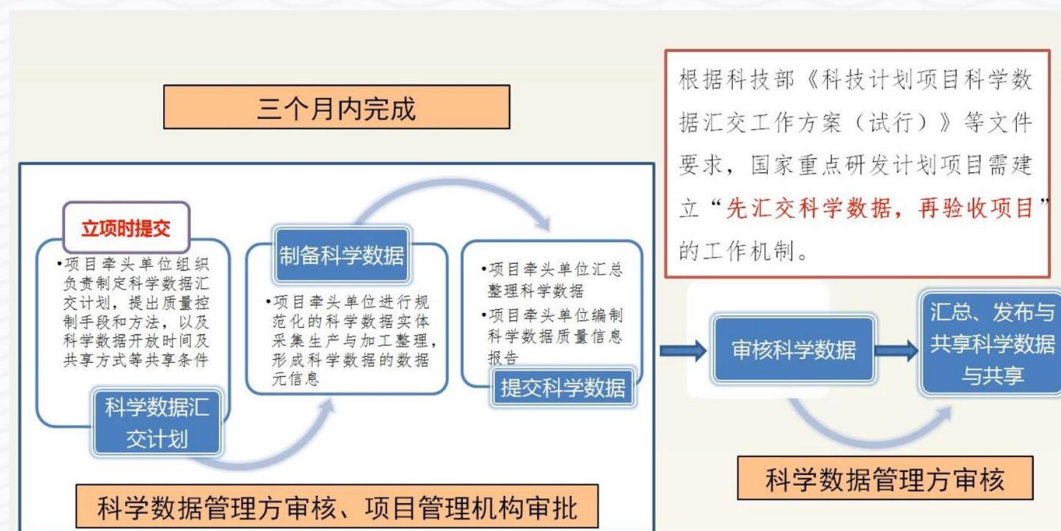 三个月内完成
立项时提交
•项目牵头单位组织
负责制定科学数据汇
交计划，提出质量控
制手段和方法，以及
科学数据开放时间及
共享方式等共享条件
科学数据汇
交计划
制备科学数据
•项目牵头单位进行规
范化的科学数据实体
采集生产与加工整理，
形成科学数据的数据
元信息
•项目牵头单位汇总
整理科学数据
•项目牵头单位编制
科学数据质量信息
报告
提交科学数据
科学数据管理方审核、项目管理机构审批
根据科技部《科技计划项目科学数
据汇交工作方案（试行）》等文件
要求，国家重点研发计划项目需建
立“先汇交科学数据，再验收项目”
的工作机制。
审核科学数据
汇总、发布与
共享科学数据
与共享
科学数据管理方审核